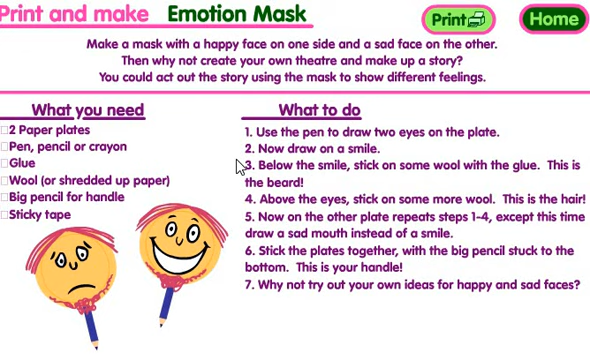 Print and make Emotion Mask
Print
Home
Make a mask with a happy face on one side and a sad face on the other.
Then why not create your own theatre and make up a story?
You could act out the story using the mask to show different feelings.
What you need
2 Paper plates
Pen, pencil or crayon
Glue
Wool (or shredded up paper)
Big pencil for handle
Sticky tape
What to do
1. Use the pen to draw two eyes on the plate.
2. Now draw on a smile.
3. Below the smile, stick on some wool with the glue. This is
the beard!
4. Above the eyes, stick on some more wool. This is the hair!
5. Now on the other plate repeats steps 1-4, except this time
draw a sad mouth instead of a smile.
6. Stick the plates together, with the big pencil stuck to the
bottom. This is your handle!
7. Why not try out your own ideas for happy and sad faces?